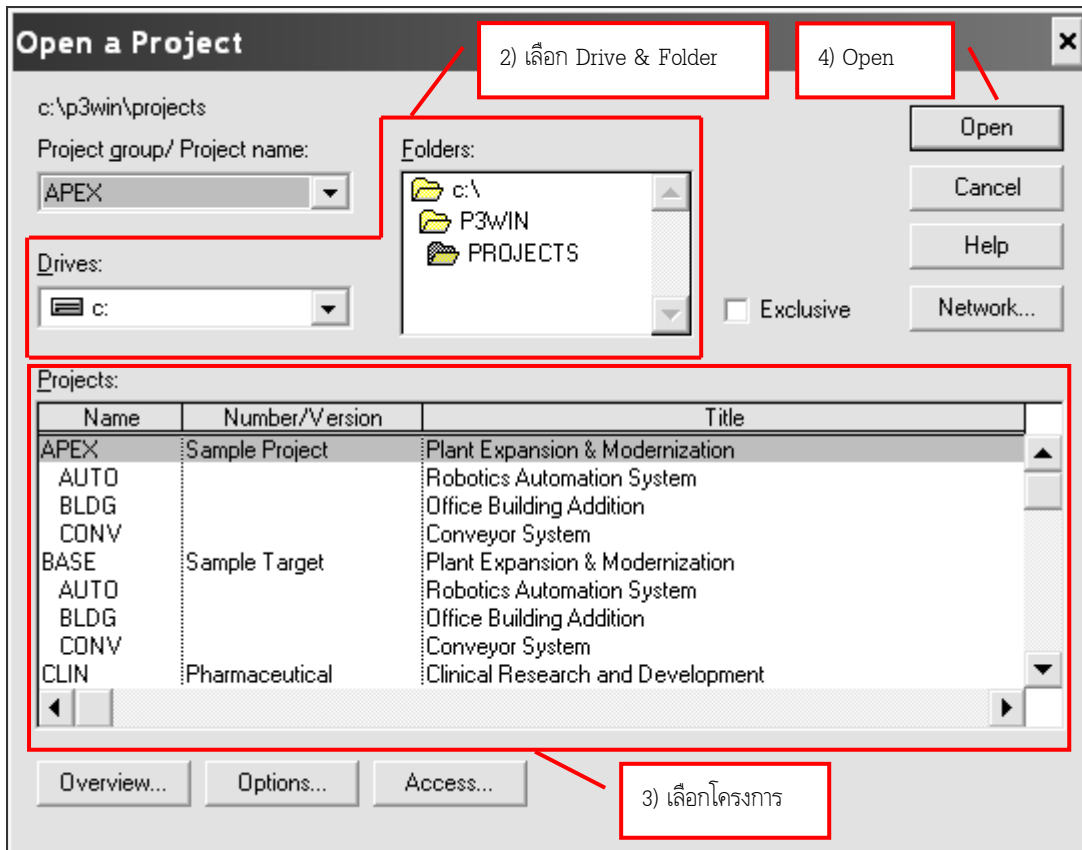 Open a Project
2) เลือก Drive & Folder
4) Open
c:\p3win\projects
Project group/ Project name:
APEX
Drives:
c:
Folders:
c:\
P3WIN
PROJECTS
Exclusive
Open
Cancel
Help
Network...
Projects:
Name Number/Version Title
APEX Sample Project Plant Expansion & Modernization
AUTO Robotics Automation System
BLDG Office Building Addition
CONV Conveyor System
BASE Sample Target Plant Expansion & Modernization
AUTO Robotics Automation System
BLDG Office Building Addition
CONV Conveyor System
CLIN Pharmaceutical Clinical Research and Development
Overview... Options... Access...
3) เลือกโครงการ